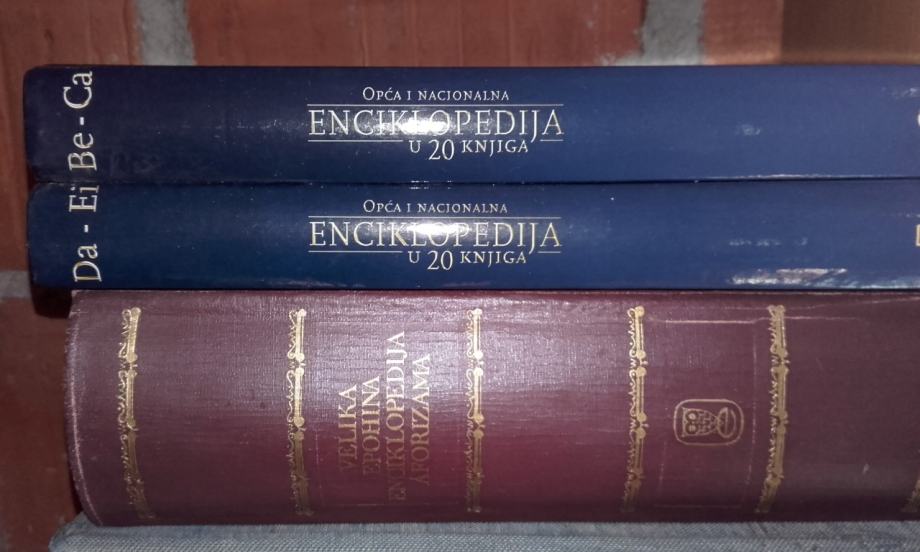 Be - Ca
OPĆA I NACIONALNA
ENCIKLOPEDIJA
U 20 KNJIGA
Da - Ei
OPĆA I NACIONALNA
ENCIKLOPEDIJA
U 20 KNJIGA
VELIKA
EPOHINA
ENCIKLOPEDIJA
AFORIZAMA